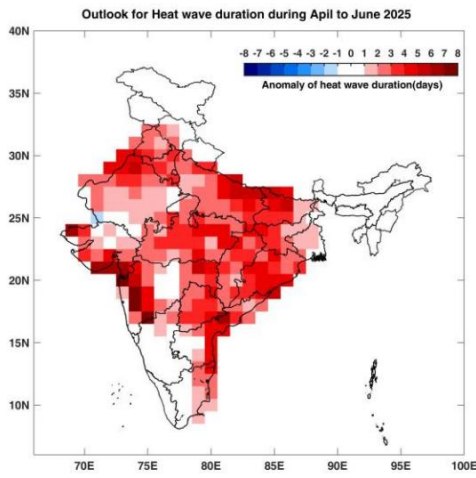 Outlook for Heat wave duration during Apil to June 2025
40N
-8 -7 -6 -5 -4 -3 -2 -1 0 1 2 3 4 5 6 7 8
Anomaly of heat wave duration(days)
35N
30N
25N
20N
15N
10N
70E 75E 80E 85E 90E 95E 100E